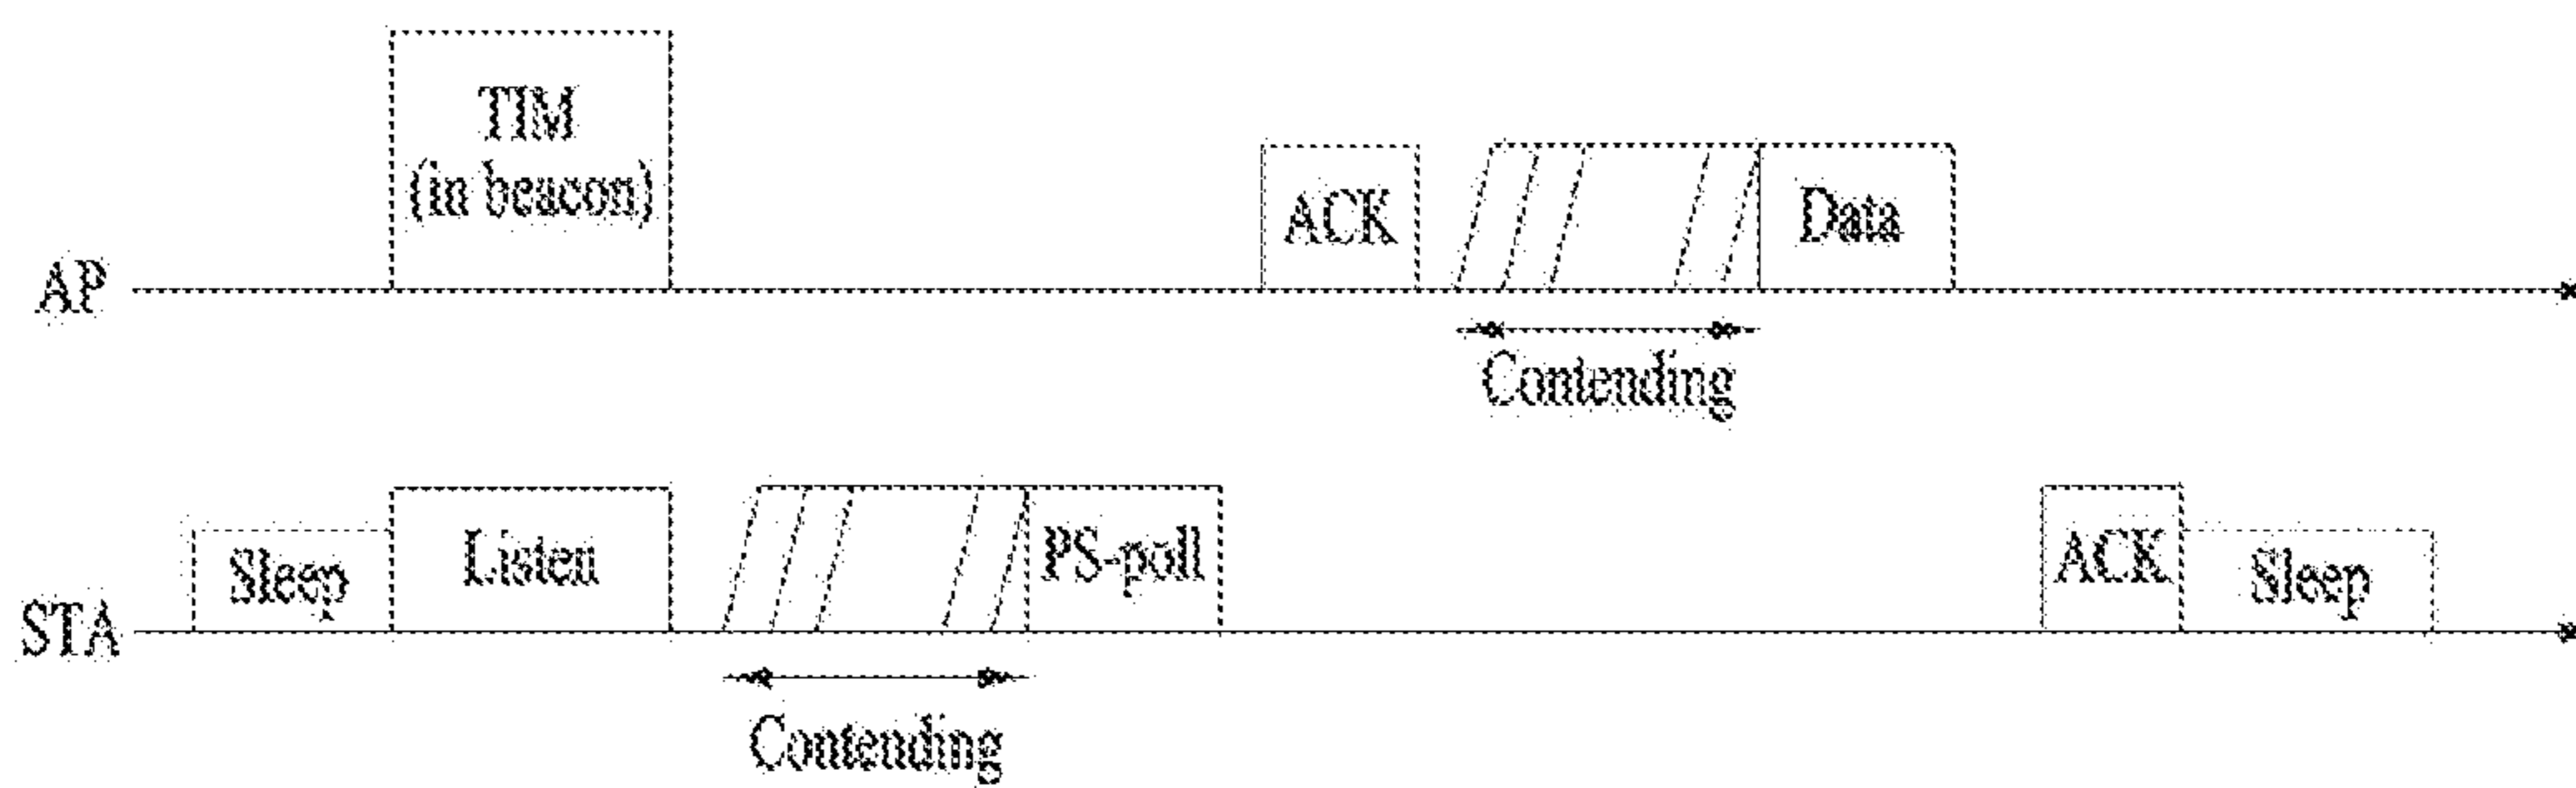 TIM
(in beacon)
AP
ACK
Data
Contending
STA
Sleep
Listen
PS-poll
ACK
Sleep
Contending